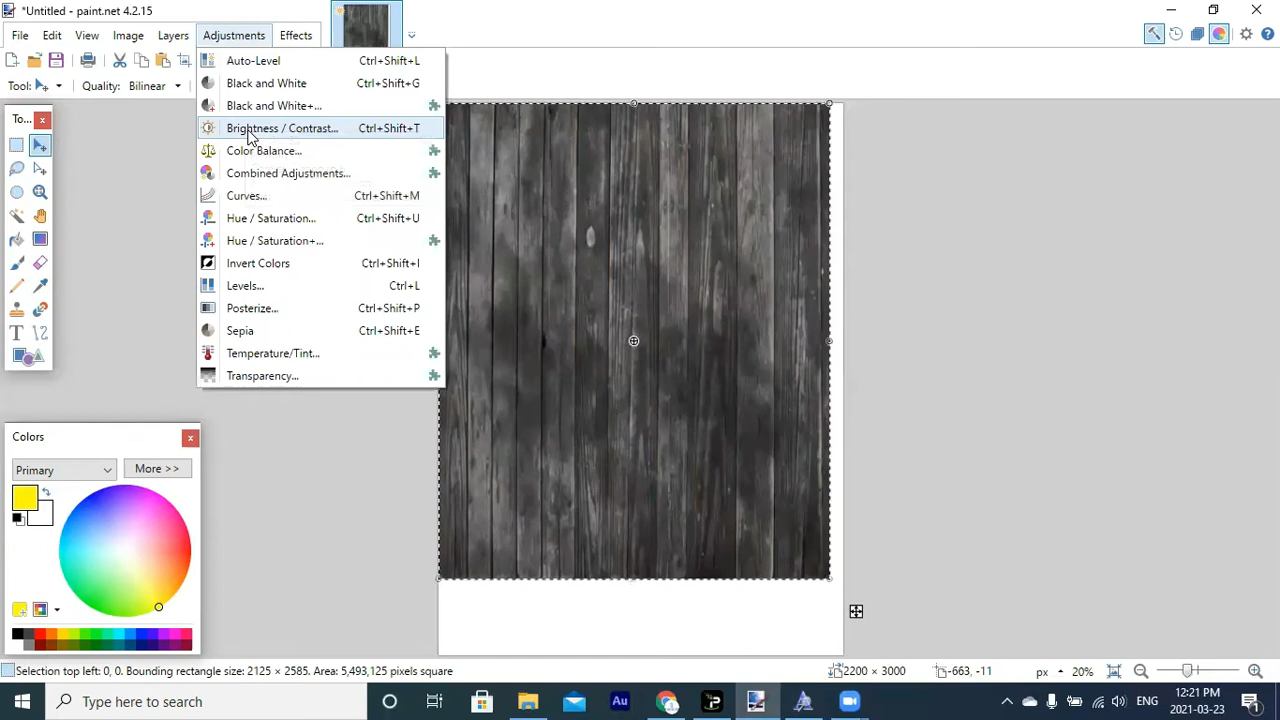 *Untitled - paint.net 4.2.15
File Edit View Image Layers Adjustments Effects
Tool: Quality: Bilinear
To...
Auto-Level Ctrl+Shift+L
Black and White Ctrl+Shift+G
Black and White+...
Brightness / Contrast... Ctrl+Shift+T
Color Balance...
Combined Adjustments...
Curves... Ctrl+Shift+M
Hue / Saturation... Ctrl+Shift+U
Hue / Saturation+...
Invert Colors Ctrl+Shift+I
Levels... Ctrl+L
Posterize... Ctrl+Shift+P
Sepia Ctrl+Shift+E
Temperature/Tint...
Transparency...
Colors
Primary More >>
Selection top left: 0, 0. Bounding rectangle size: 2125 × 2585. Area: 5,493,125 pixels square 2200 × 3000 -663, -11 px 20%
Type here to search Au ENG 12:21 PM
2021-03-23 1